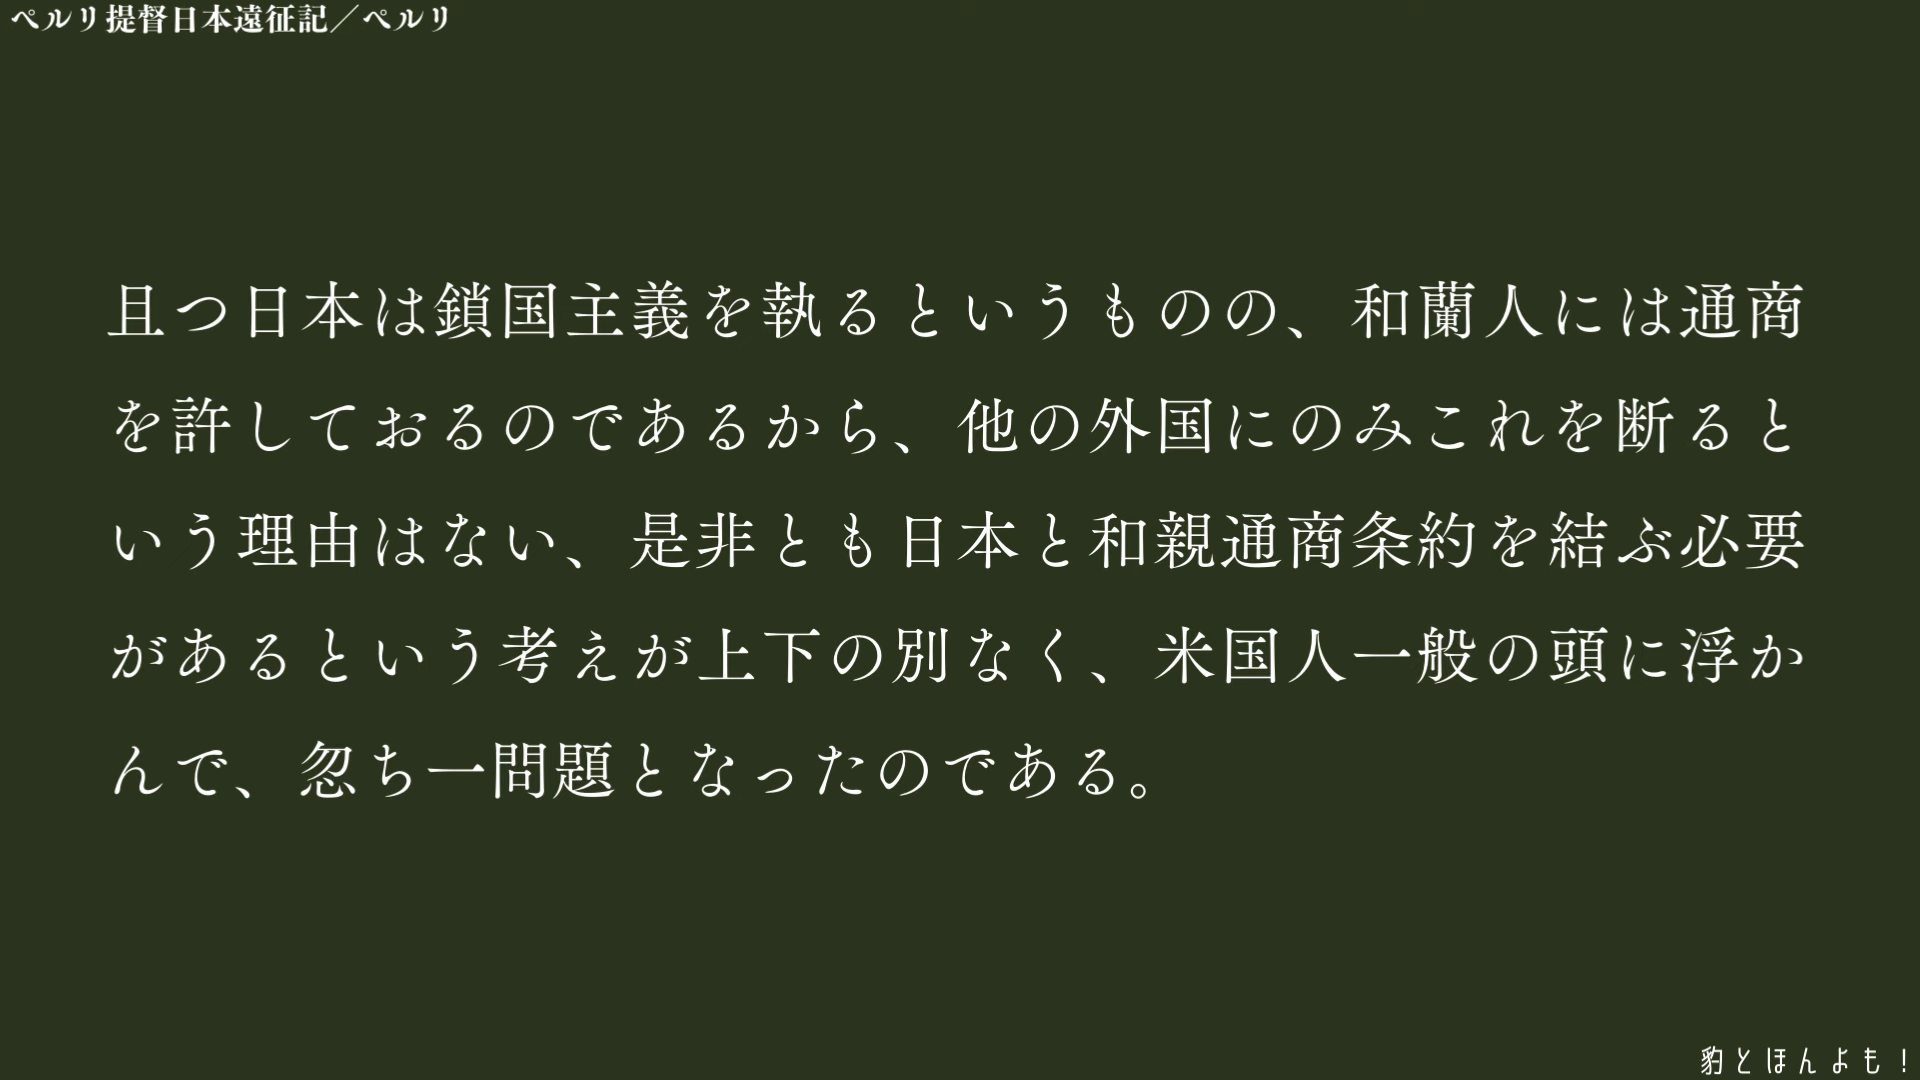 ペルリ提督日本遠征記／ペルリ
且つ日本は鎖国主義を執るというものの、和蘭人には通商
を許しておるのであるから、他の外国にのみこれを断ると
いう理由はない、是非とも日本と和親通商条約を結ぶ必要
があるという考えが上下の別なく、米国人一般の頭に浮か
んで、忽ち一問題となったのである。
豹とほんよも！